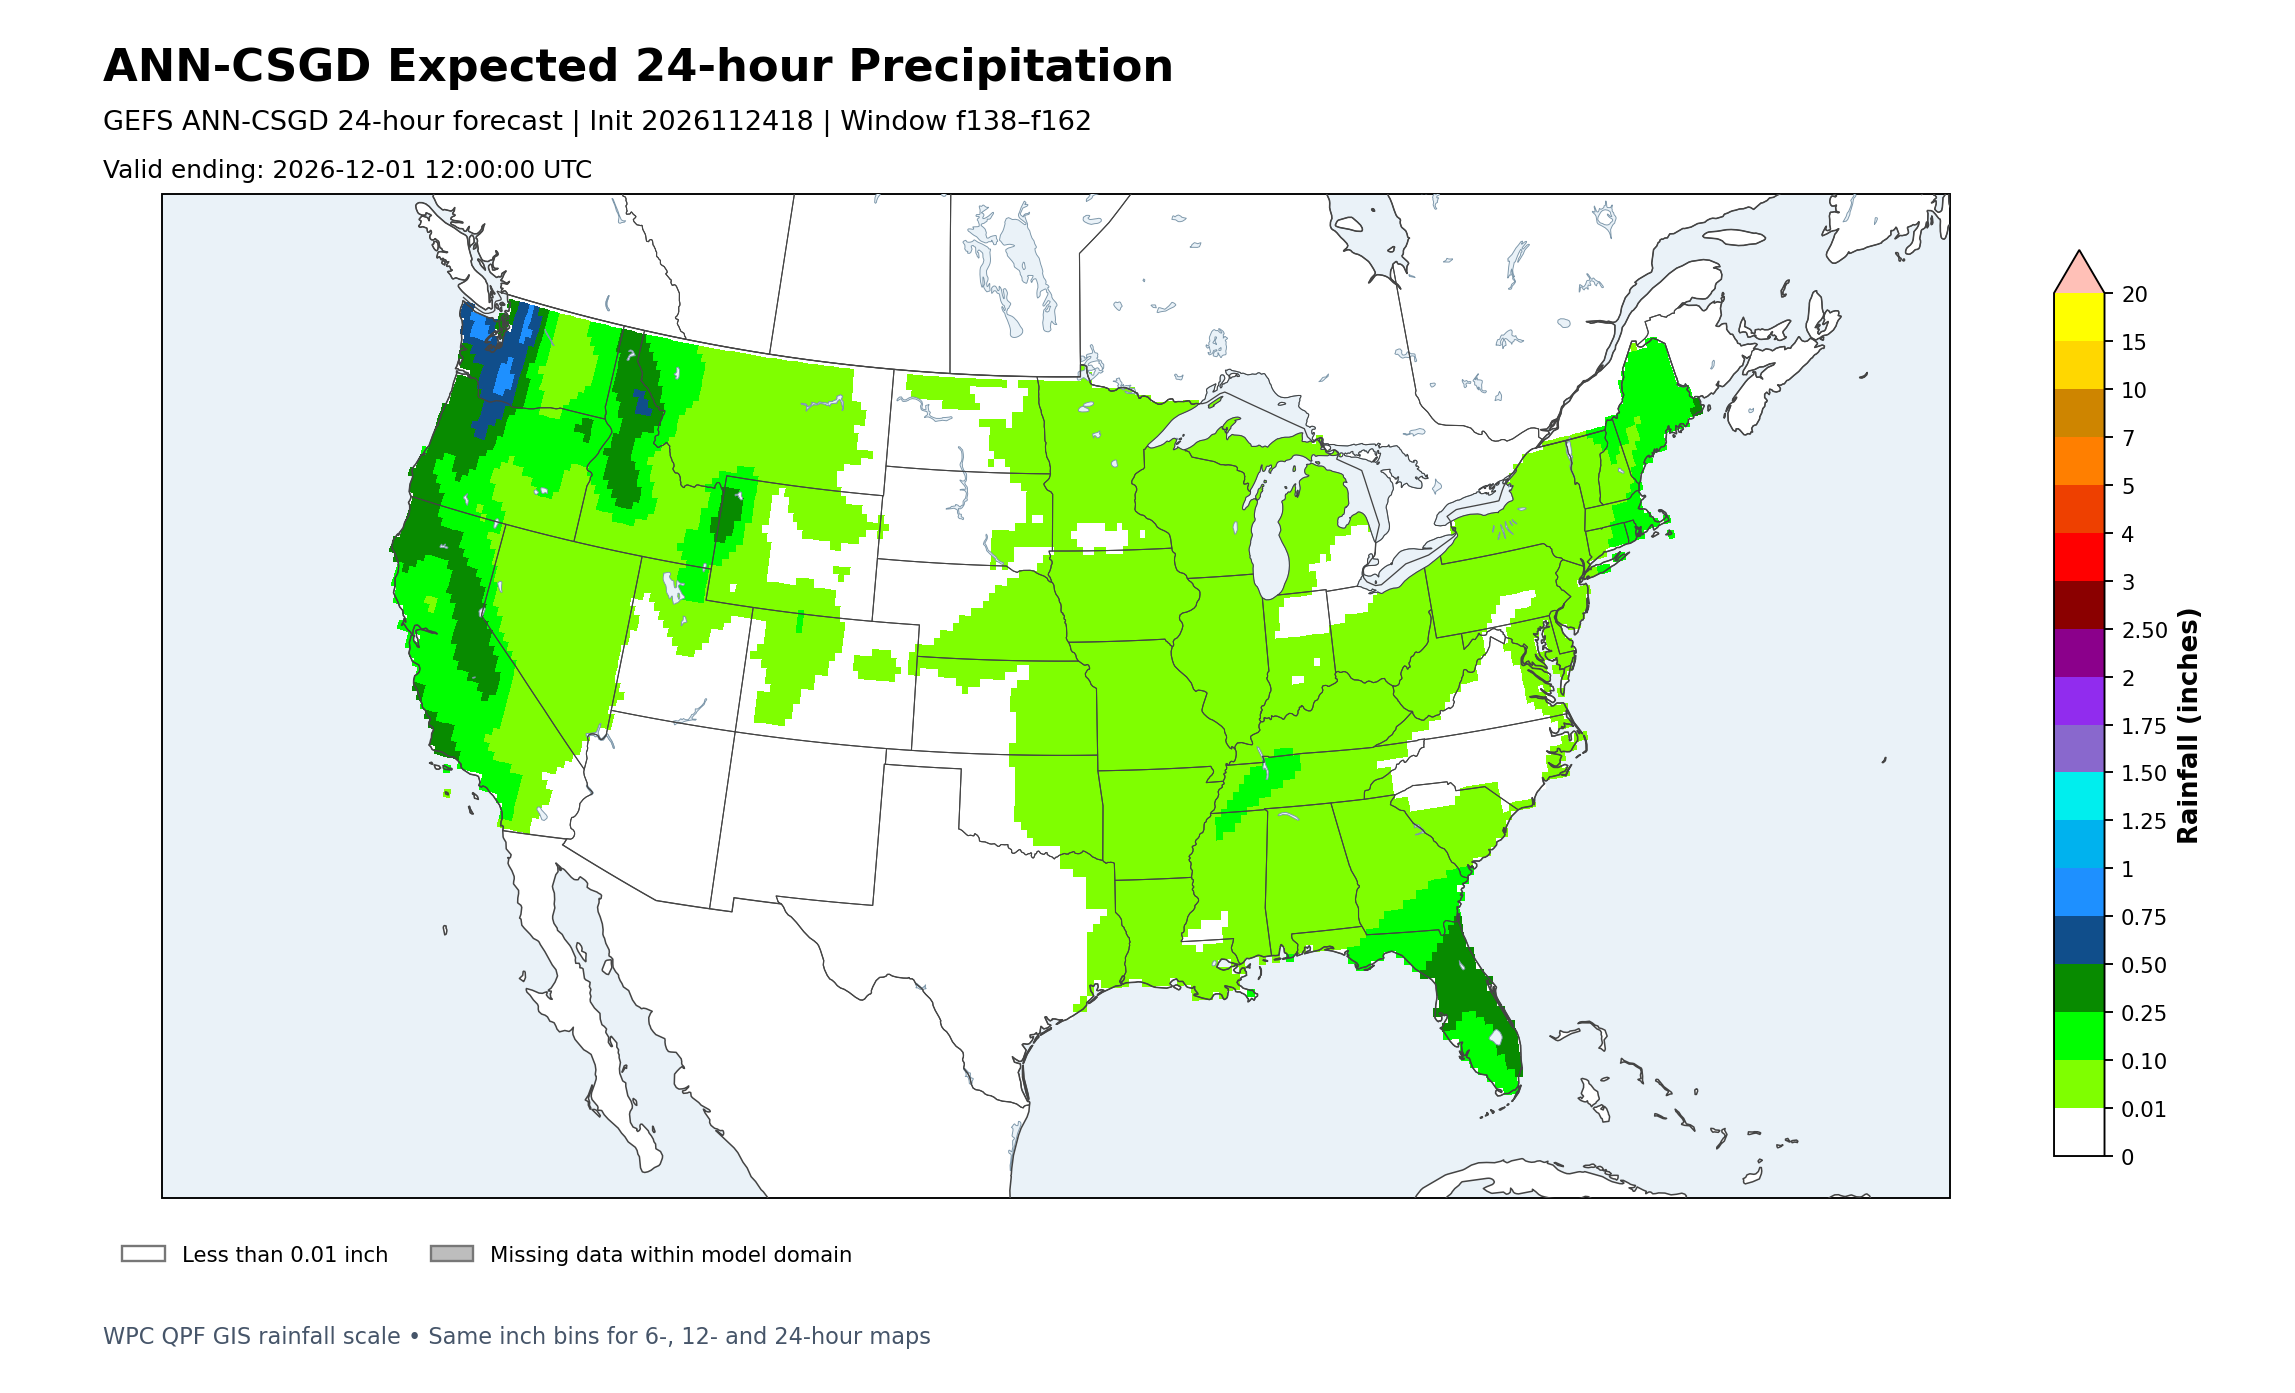 ANN-CSGD Expected 24-hour Precipitation
GEFS ANN-CSGD 24-hour forecast | Init 2026112418 | Window f138–f162
Valid ending: 2026-12-01 12:00:00 UTC
20
15
10
7
5
4
3
2.50
2
1.75
1.50
1.25
1
0.75
0.50
0.25
0.10
0.01
0
Rainfall (inches)
Less than 0.01 inch
Missing data within model domain
WPC QPF GIS rainfall scale • Same inch bins for 6-, 12- and 24-hour maps